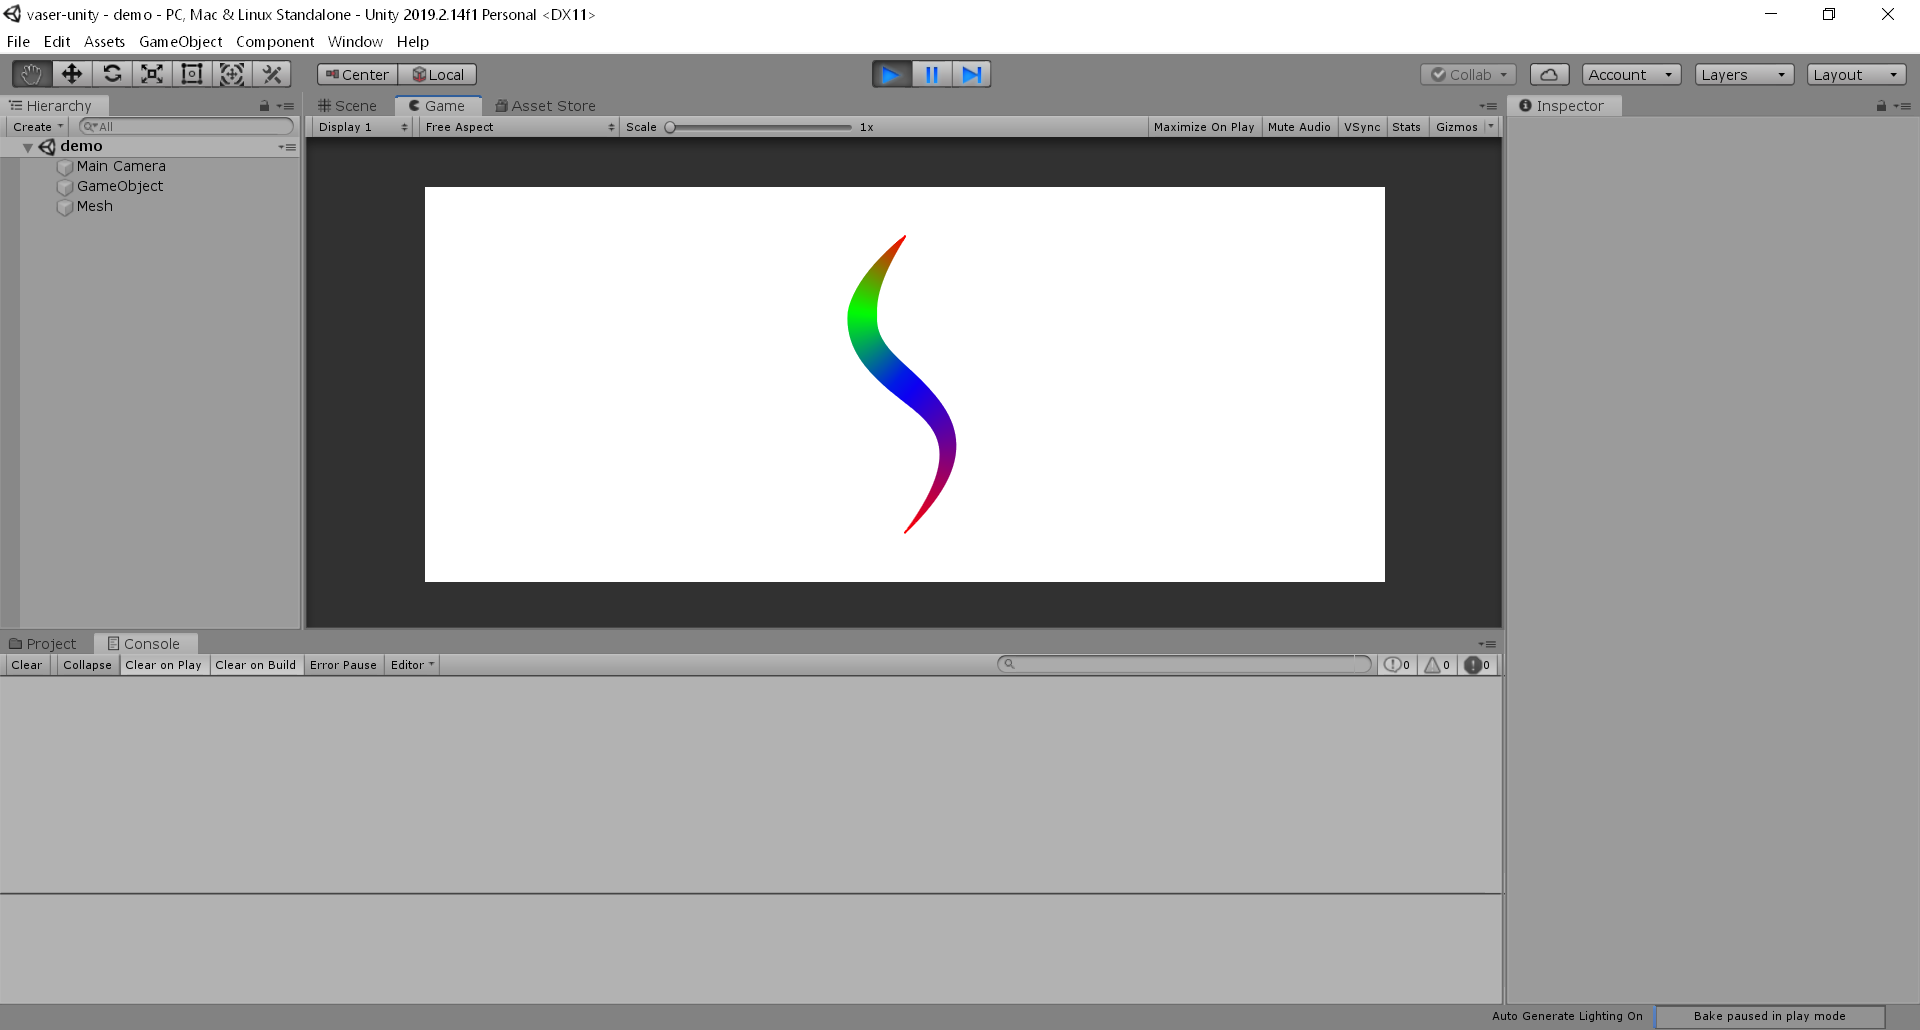 vaser-unity - demo - PC, Mac & Linux Standalone - Unity 2019.2.14f1 Personal <DX11>
File Edit Assets GameObject Component Window Help
Center Local Collab Account Layers Layout
Hierarchy Scene Game Asset Store Inspector
Create All Display 1 Free Aspect Scale 1x Maximize On Play Mute Audio VSync Stats Gizmos
demo
Main Camera
GameObject
Mesh
Project Console
Clear Collapse Clear on Play Clear on Build Error Pause Editor 0 0 0
Auto Generate Lighting On Bake paused in play mode